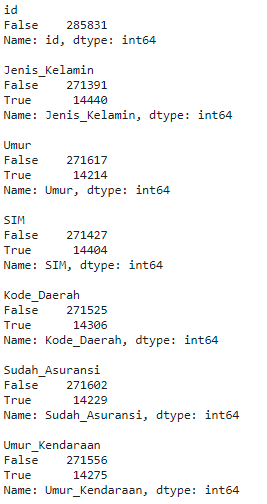 id
False    285831
Name: id, dtype: int64
Jenis_Kelamin
False    271391
True      14440
Name: Jenis_Kelamin, dtype: int64
Umur
False    271617
True      14214
Name: Umur, dtype: int64
SIM
False    271427
True      14404
Name: SIM, dtype: int64
Kode_Daerah
False    271525
True      14306
Name: Kode_Daerah, dtype: int64
Sudah_Asuransi
False    271602
True      14229
Name: Sudah_Asuransi, dtype: int64
Umur_Kendaraan
False    271556
True      14275
Name: Umur_Kendaraan, dtype: int64